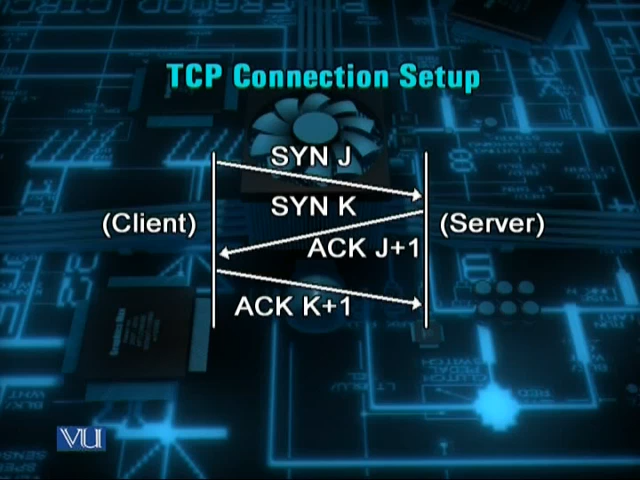 TCP Connection Setup
SYN J
SYN K
(Client)
(Server)
ACK J+1
ACK K+1
VU